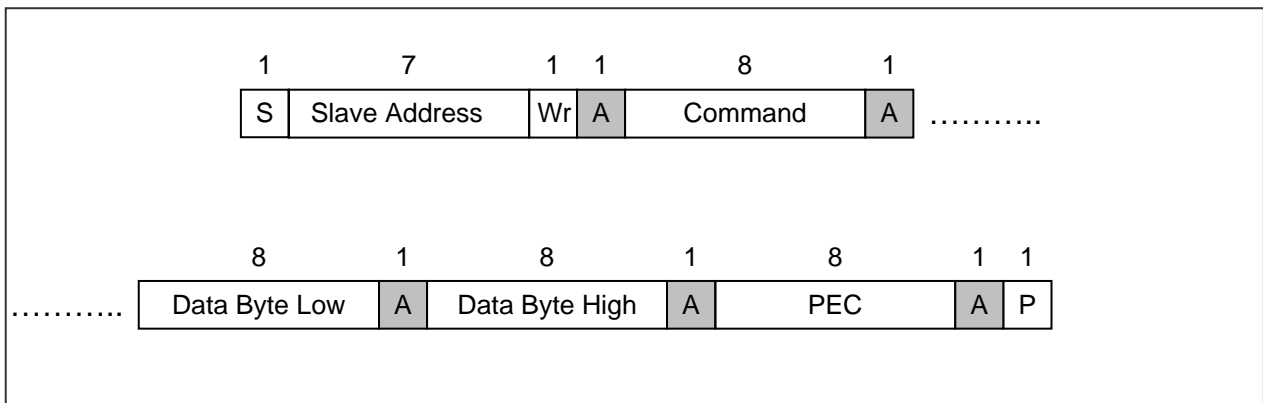 1 7 1 1 8 1
S Slave Address Wr A Command A ………..
8 1 8 1 8 1 1
……….. Data Byte Low A Data Byte High A PEC A P